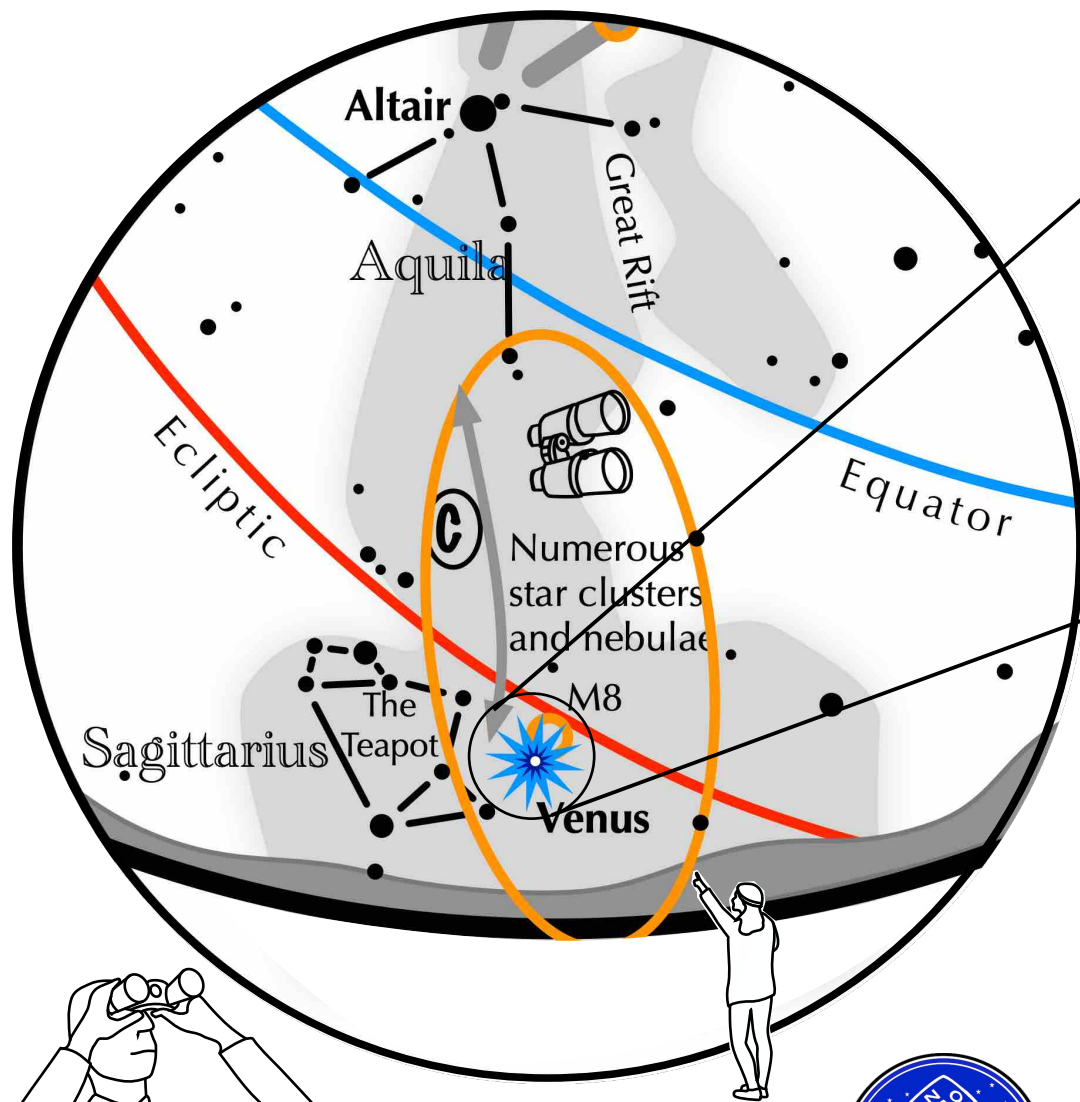 Altair
Great Rift
Aquila
Ecliptic
Equator
C
Numerous
star clusters
and nebulae
M8
The
Teapot
Sagittarius
Venus